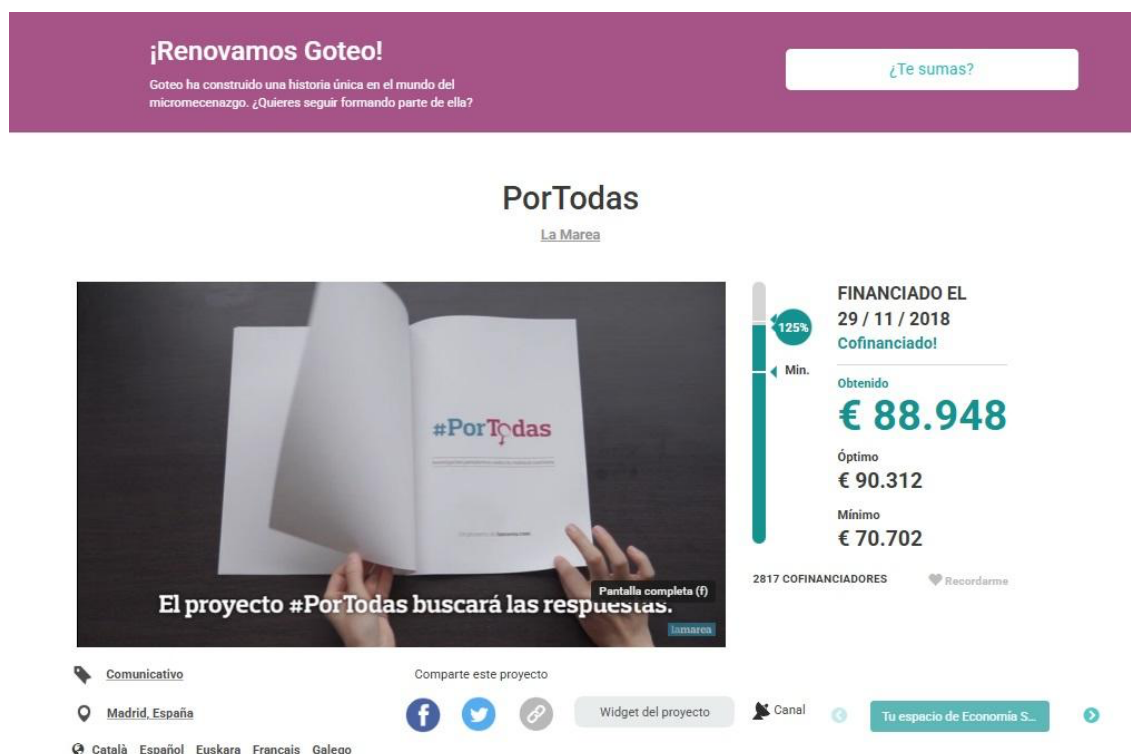 ¡Renovamos Goteo!
Goteo ha construido una historia única en el mundo del
micromecenazgo. ¿Quieres seguir formando parte de ella?
¿Te sumas?
PorTodas
La Marea
#PorTodas
El proyecto #PorTodas buscará las respuestas.
Pantalla completa (f)
lamarea
125%
Min.
FINANCIADO EL
29 / 11 / 2018
Cofinanciado!
Obtenido
€ 88.948
Óptimo
€ 90.312
Mínimo
€ 70.702
2817 COFINANCIADORES
Recordarme
Comunicativo
Comparte este proyecto
Madrid, España
f
Widget del proyecto
Canal
Tu espacio de Economía S...
Català Español Euskara Français Galego